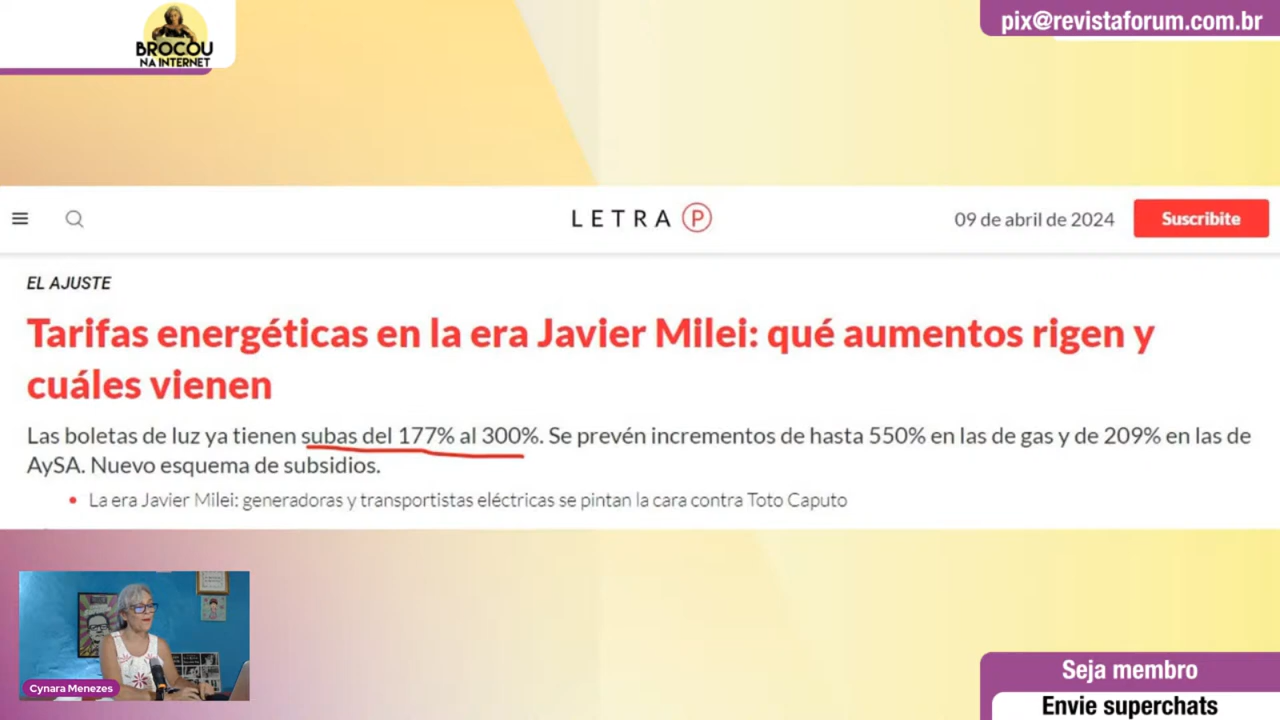 BROCOU
NA INTERNET
pix@revistaforum.com.br
LETRA P
09 de abril de 2024
Suscribite
EL AJUSTE
Tarifas energéticas en la era Javier Milei: qué aumentos rigen y
cuáles vienen
Las boletas de luz ya tienen subas del 177% al 300%. Se prevén incrementos de hasta 550% en las de gas y de 209% en las de
AySA. Nuevo esquema de subsidios.
• La era Javier Milei: generadoras y transportistas eléctricas se pintan la cara contra Toto Caputo
Cynara Menezes
Seja membro
Envie superchats